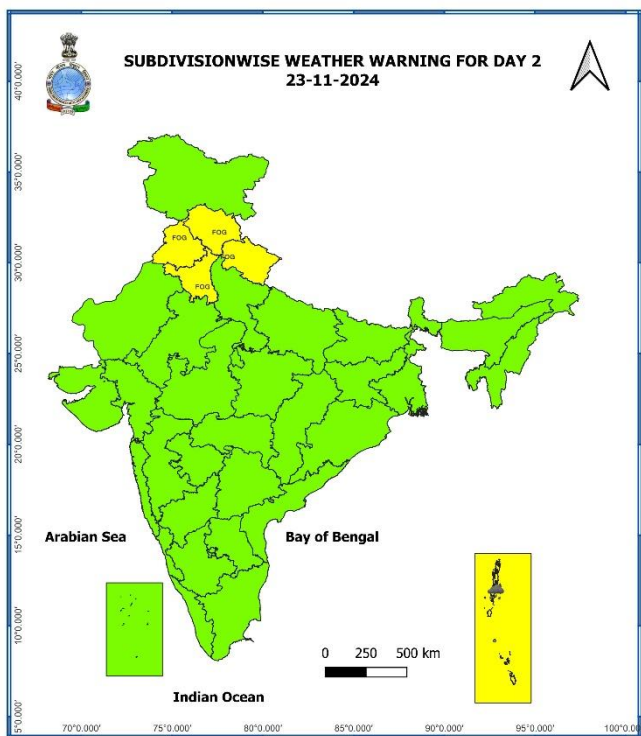 SUBDIVISIONWISE WEATHER WARNING FOR DAY 2
23-11-2024
40°0.000'
35°0.000'
30°0.000'
25°0.000'
20°0.000'
15°0.000'
10°0.000'
5°0.000'
FOG
FOG
FOG
FOG
Arabian Sea
Bay of Bengal
0 250 500 km
Indian Ocean
70°0.000' 75°0.000' 80°0.000' 85°0.000' 90°0.000' 95°0.000' 100°0.00